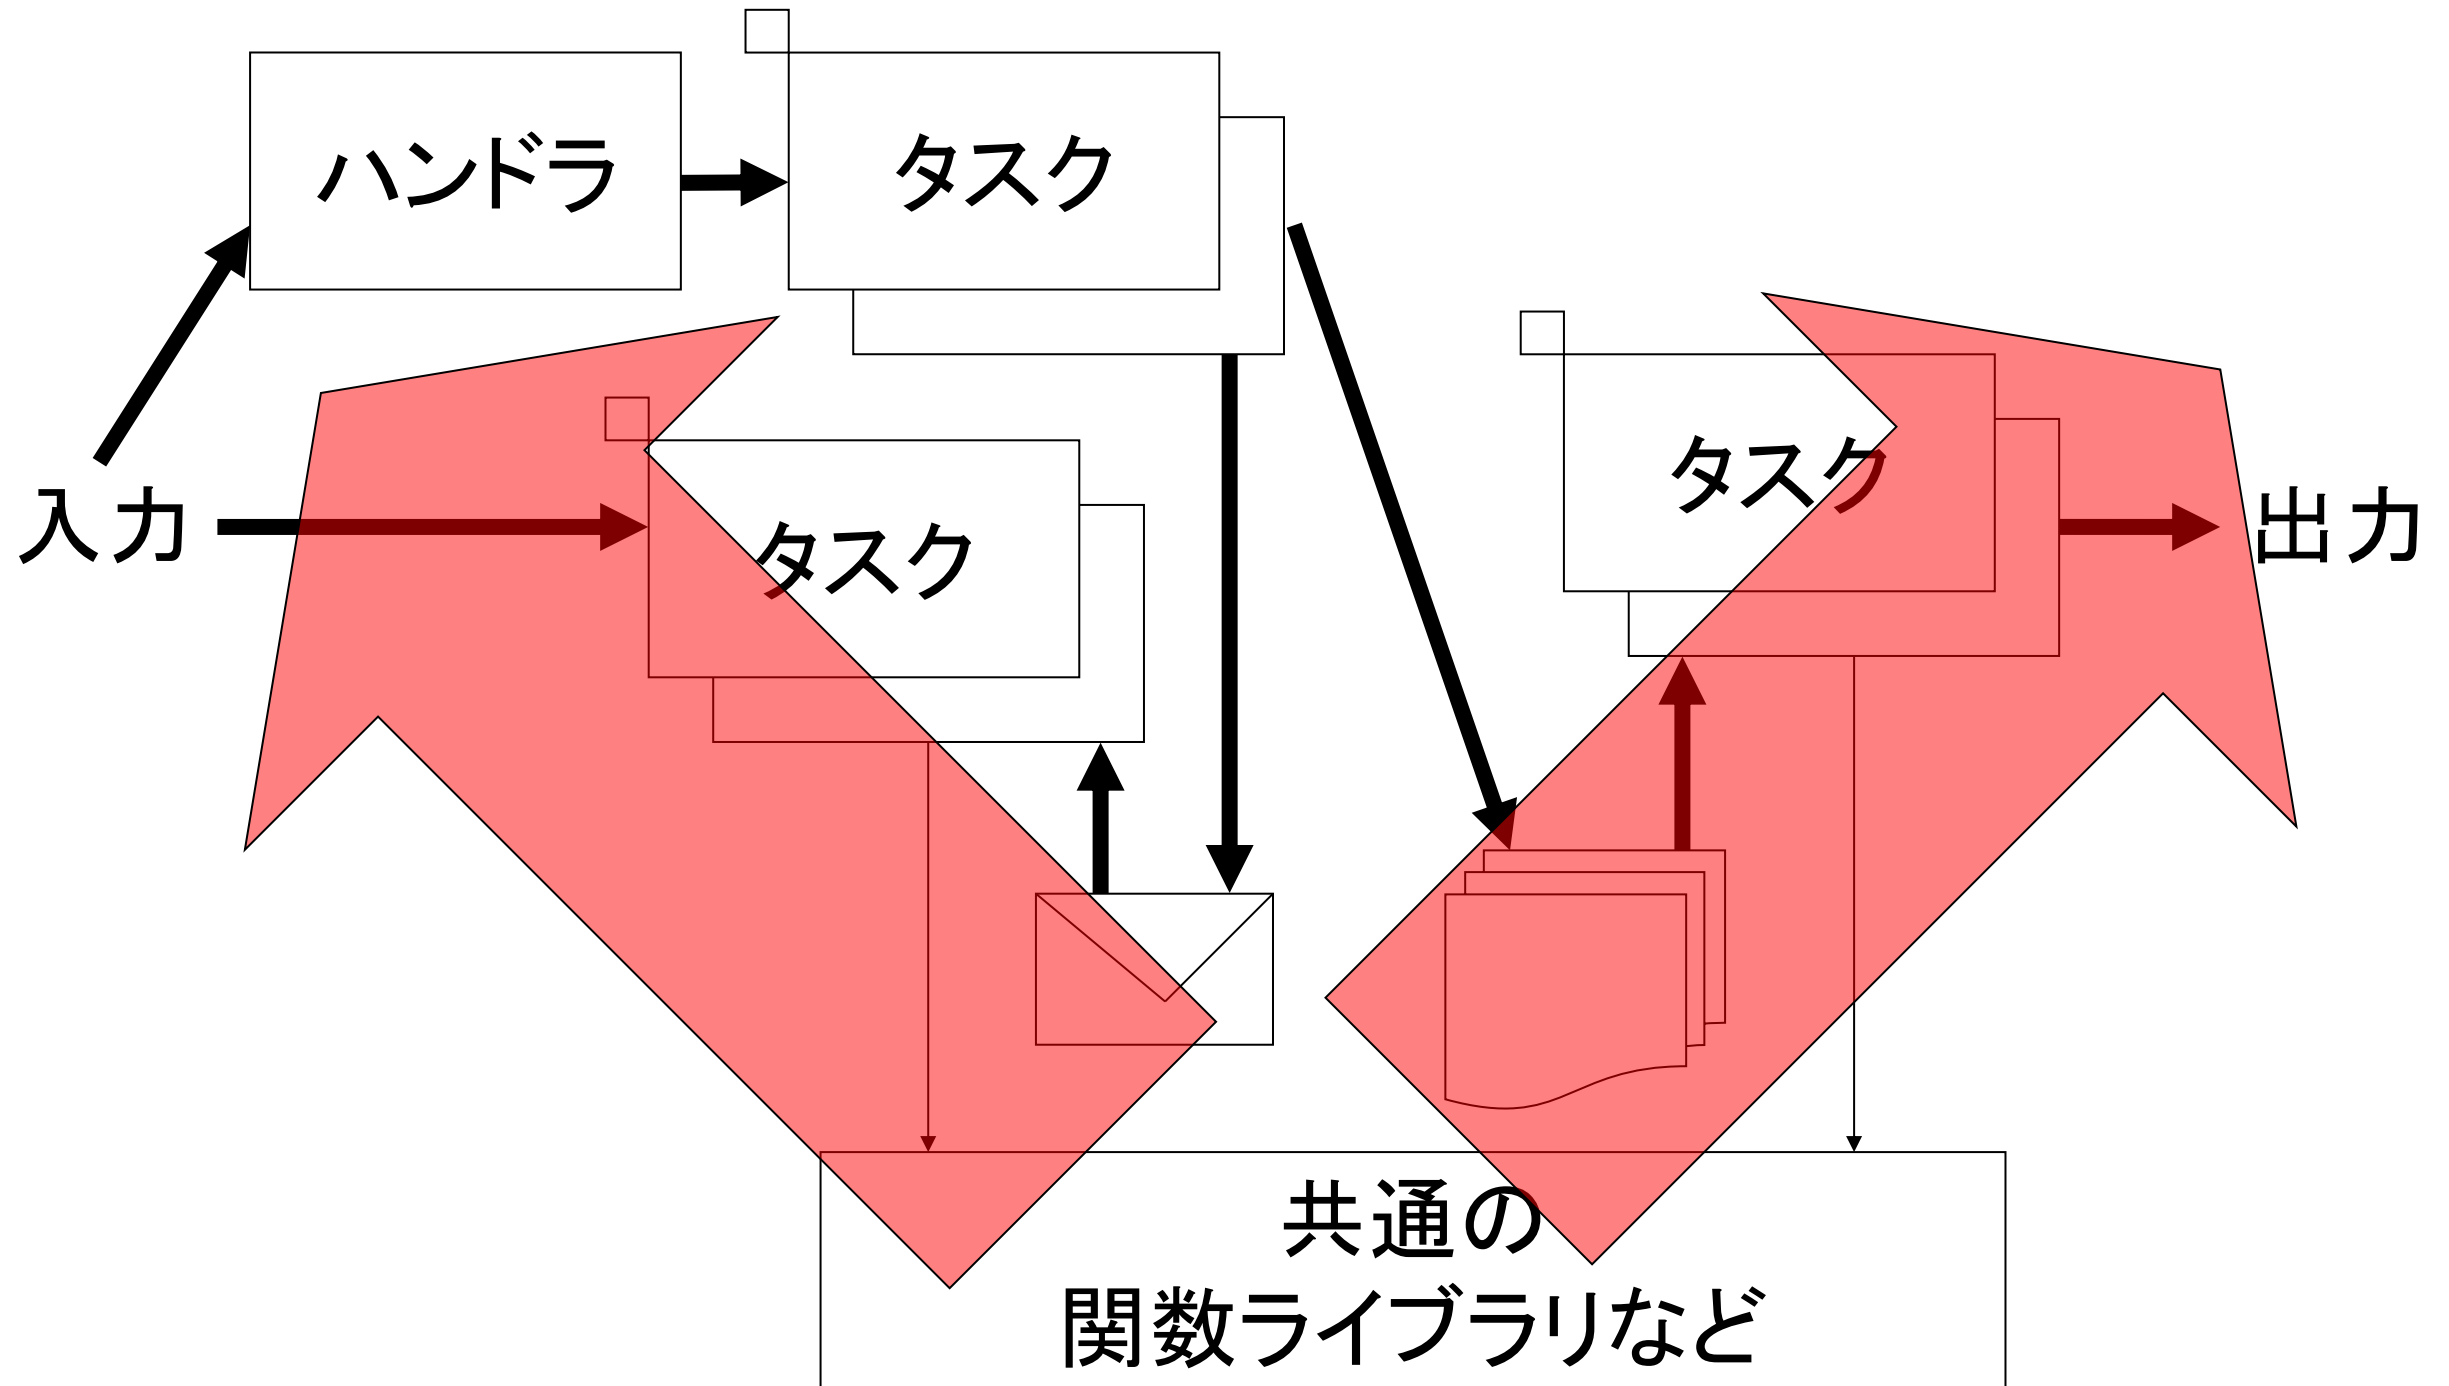 ハンドラ
タスク
タスク
入力
タスク
出力
共通の
関数ライブラリなど